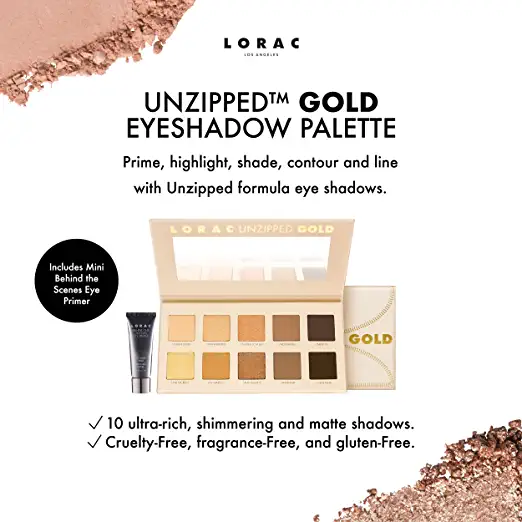 LORAC
LOS ANGELES
UNZIPPED™ GOLD
EYESHADOW PALETTE
Prime, highlight, shade, contour and line
with Unzipped formula eye shadows.
LORAC UNZIPPED GOLD
Includes Mini
Behind the
Scenes Eye
Primer
LORAC
GOLD
✓ 10 ultra-rich, shimmering and matte shadows.
✓ Cruelty-Free, fragrance-Free, and gluten-Free.